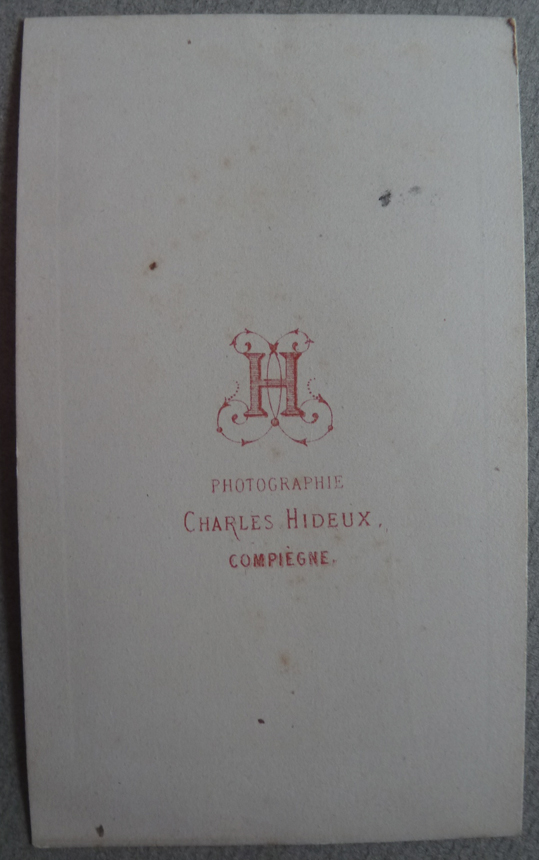 H
PHOTOGRAPHIE
CHARLES HIDEUX,
COMPIÈGNE.